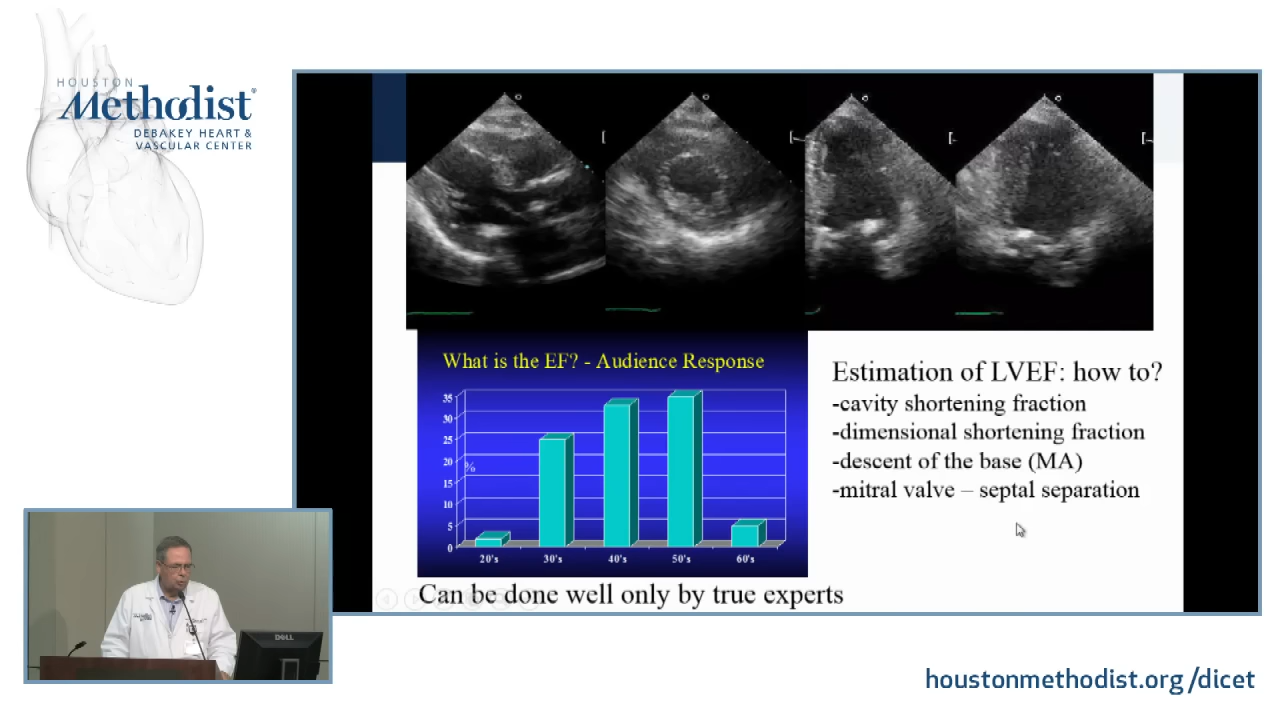 HOUSTON
Methodist®
DEBAKEY HEART &
VASCULAR CENTER
What is the EF? - Audience Response
35
30
25
20
15
10
5
0
%
20's
30's
40's
50's
60's
Estimation of LVEF: how to?
-cavity shortening fraction
-dimensional shortening fraction
-descent of the base (MA)
-mitral valve – septal separation
Can be done well only by true experts
DELL
houstonmethodist.org/dicet